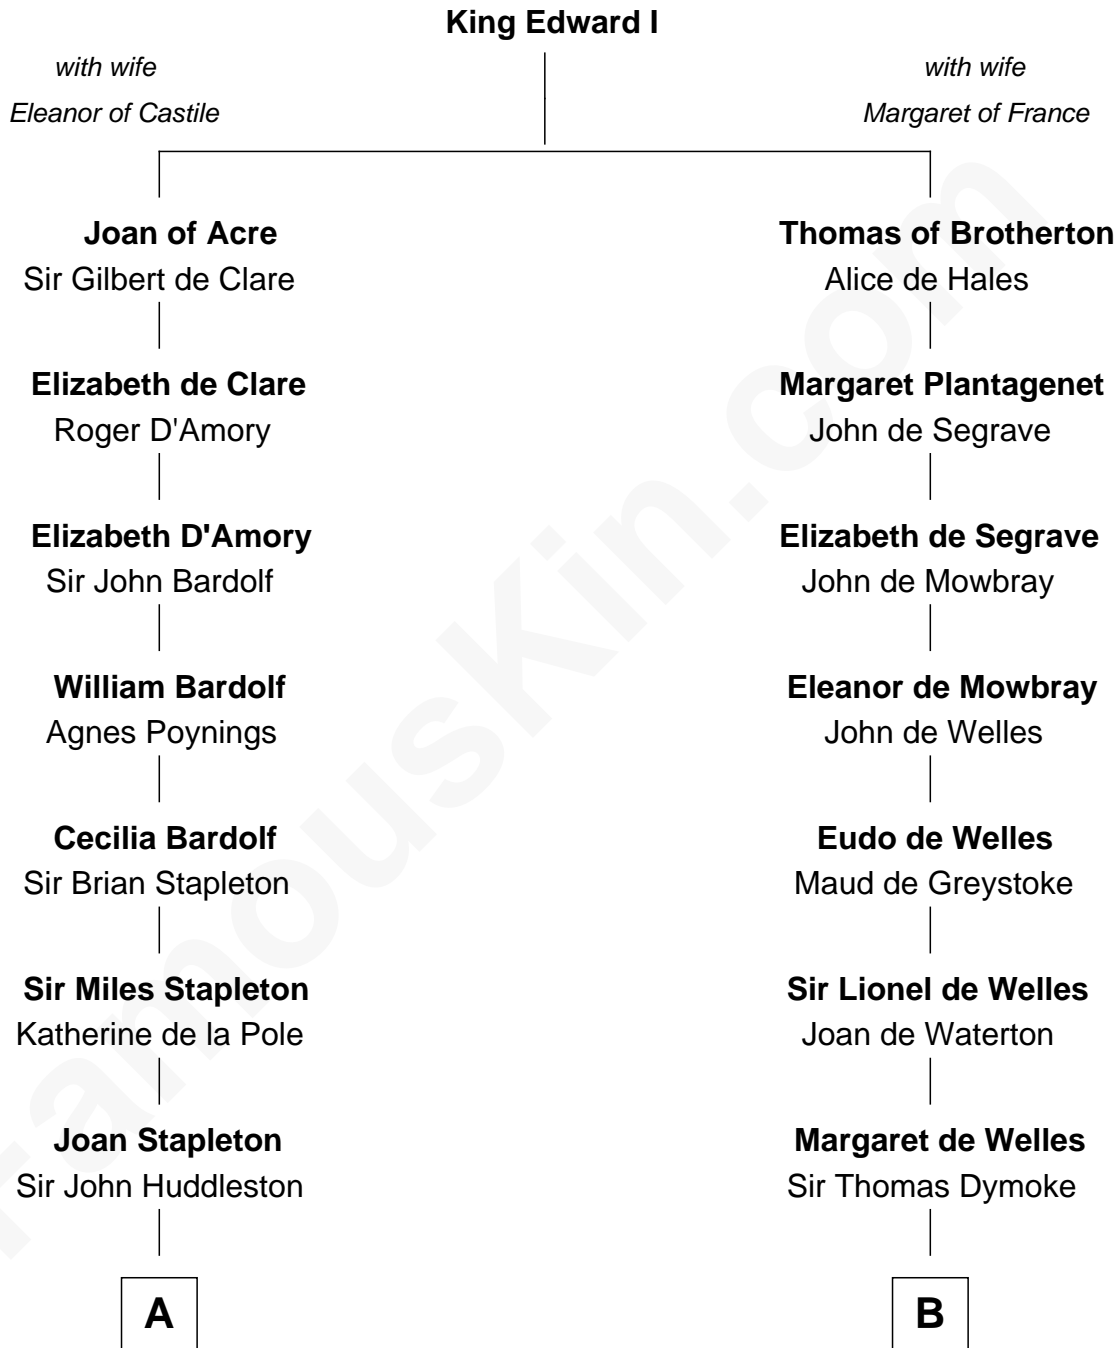 King Edward I
with wife
Eleanor of Castile
with wife
Margaret of France
Joan of Acre
Sir Gilbert de Clare
Thomas of Brotherton
Alice de Hales
Elizabeth de Clare
Roger D'Amory
Margaret Plantagenet
John de Segrave
Elizabeth D'Amory
Sir John Bardolf
Elizabeth de Segrave
John de Mowbray
William Bardolf
Agnes Poynings
Eleanor de Mowbray
John de Welles
Cecilia Bardolf
Sir Brian Stapleton
Eudo de Welles
Maud de Greystoke
Sir Miles Stapleton
Katherine de la Pole
Sir Lionel de Welles
Joan de Waterton
Joan Stapleton
Sir John Huddleston
Margaret de Welles
Sir Thomas Dymoke
A
B
FamousKin.com